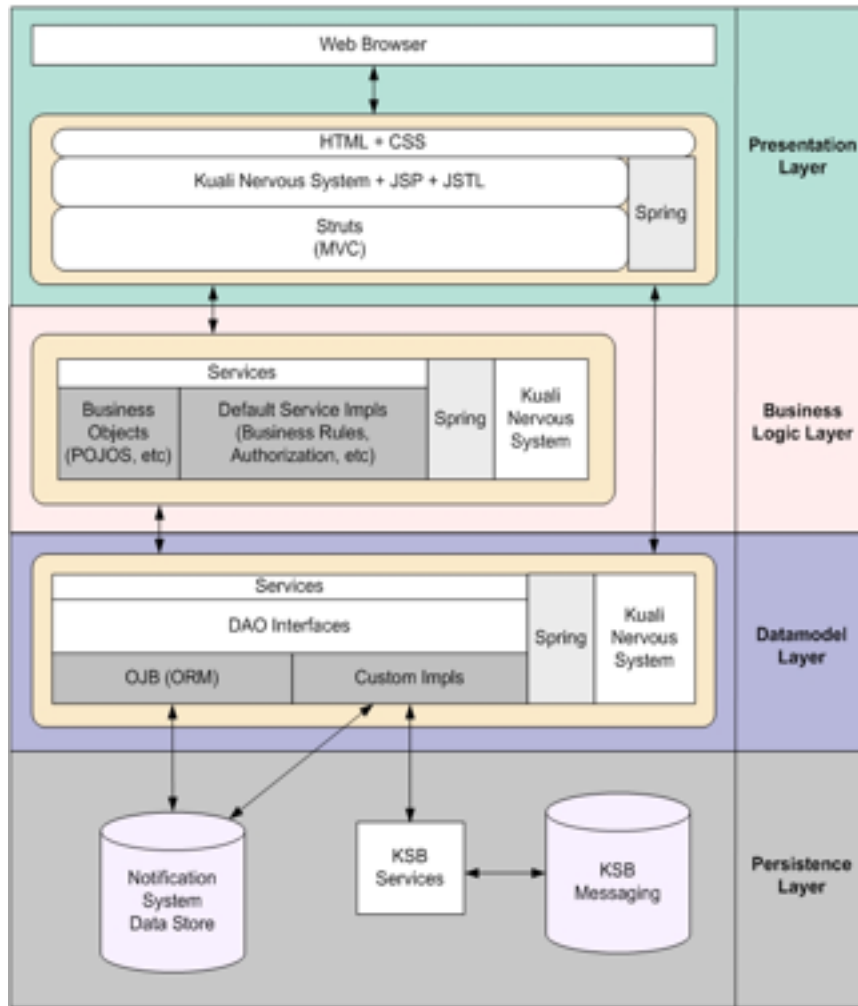 Web Browser
HTML + CSS
Kuali Nervous System + JSP + JSTL
Struts
(MVC)
Spring
Presentation
Layer
Services
Business
Objects
(POJOS, etc)
Default Service Impls
(Business Rules,
Authorization, etc)
Spring
Kuali
Nervous
System
Business
Logic Layer
Services
DAO Interfaces
OJB (ORM)
Custom Impls
Spring
Kuali
Nervous
System
Datamodel
Layer
Notification
System
Data Store
KSB
Services
KSB
Messaging
Persistence
Layer